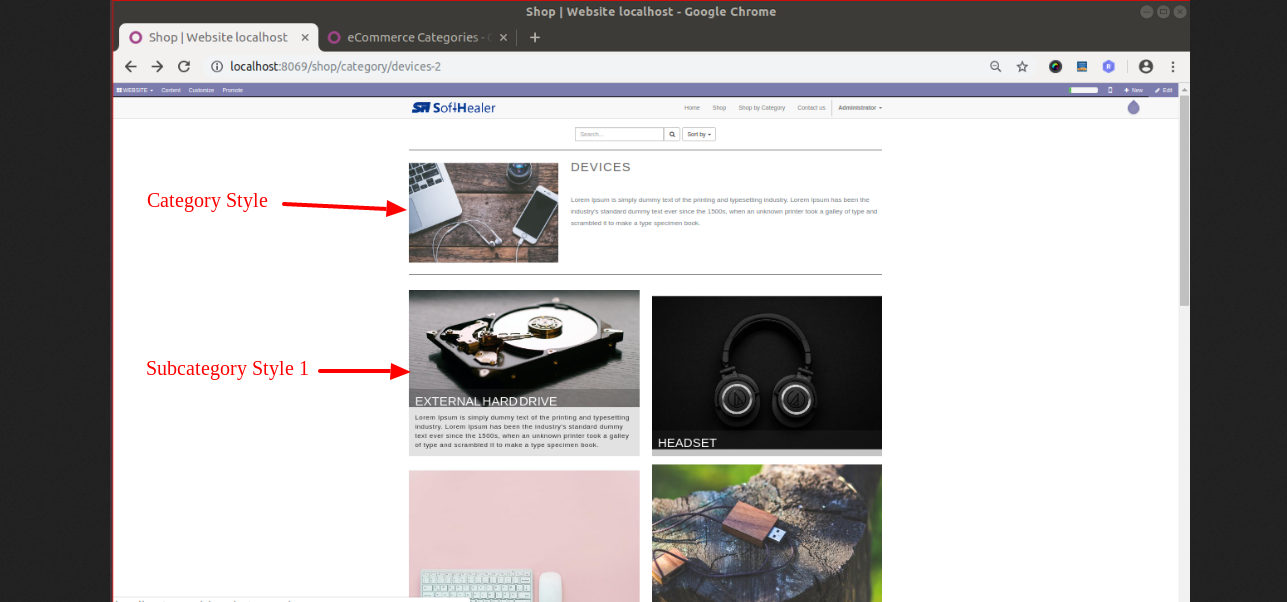 Shop | Website localhost - Google Chrome
Shop | Website localhost
eCommerce Categories -
localhost:8069/shop/category/devices-2
WEBSITE Content Customize Promote
New Edit
SofтHealer
Home Shop Shop by Category Contact us Administrator
Search...
Sort by
DEVICES
Lorem Ipsum is simply dummy text of the printing and typesetting industry. Lorem Ipsum has been the
industry's standard dummy text ever since the 1500s, when an unknown printer took a galley of type and
scrambled it to make a type specimen book.
Category Style
Subcategory Style 1
EXTERNAL HARD DRIVE
Lorem Ipsum is simply dummy text of the printing and typesetting
industry. Lorem Ipsum has been the industry's standard dummy
text ever since the 1500s, when an unknown printer took a galley
of type and scrambled it to make a type specimen book.
HEADSET